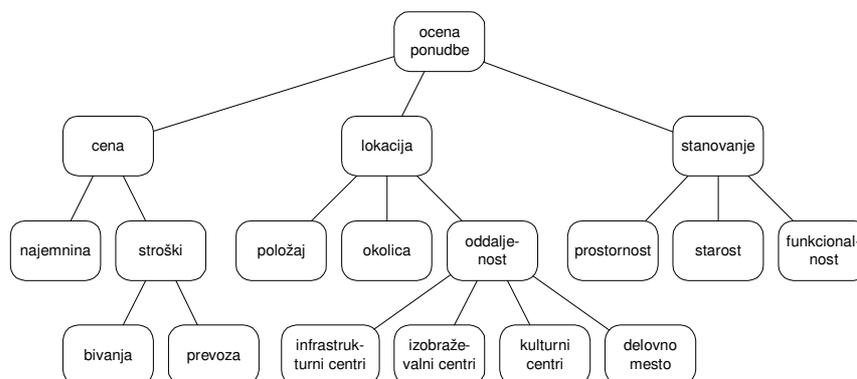 ocena
ponudbe
cena
lokacija
stanovanje
najemnina
stroški
položaj
okolica
oddalje-
nost
prostornost
starost
funkcional-
nost
bivanja
prevoza
infrastruk-
turni centri
izobraže-
valni centri
kulturni
centri
delovno
mesto